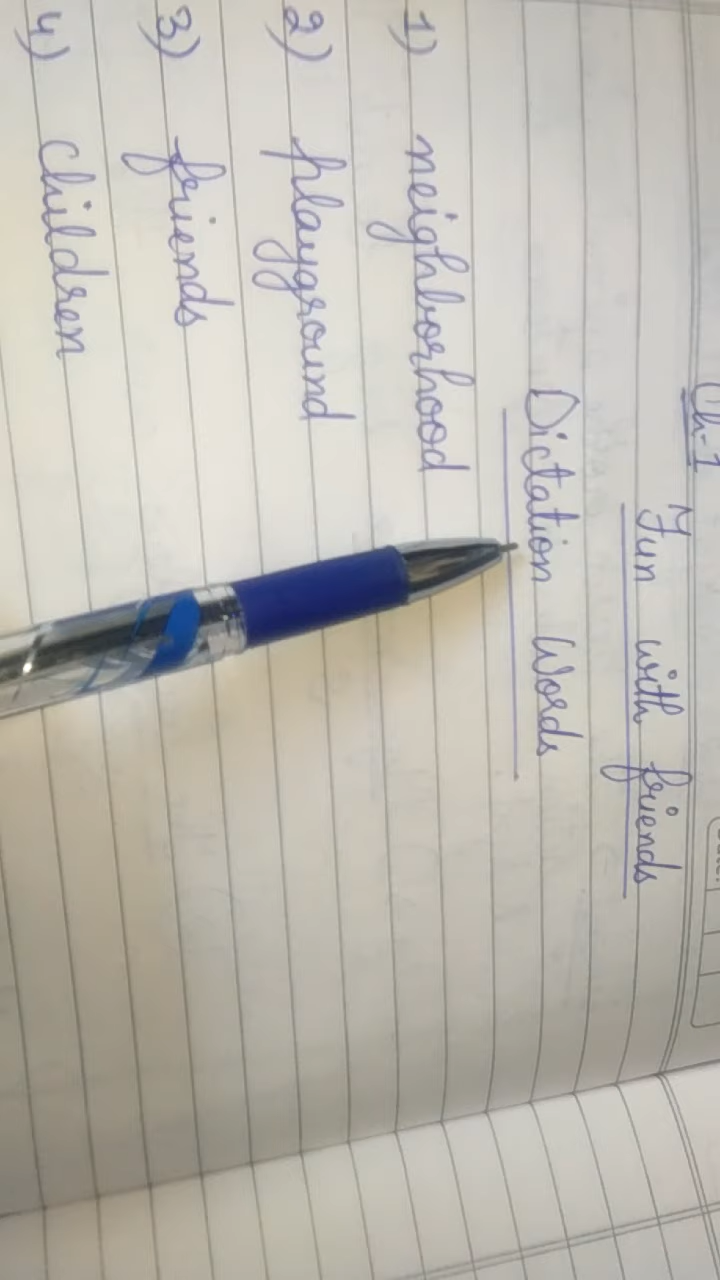 Ch-1
Fun with friends
Dictation Words
1) neighborhood
2) playground
3) friends
4) children